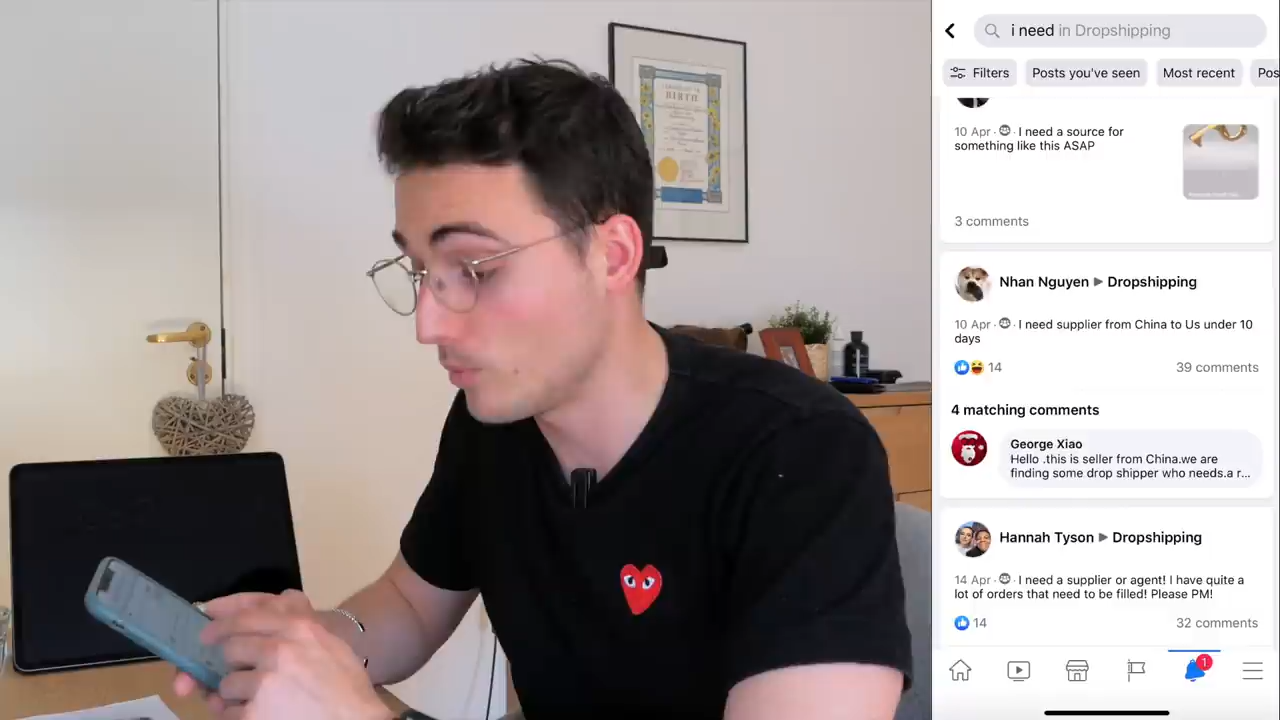 i need in Dropshipping
Filters
Posts you've seen
Most recent
Pos
10 Apr · I need a source for
something like this ASAP
3 comments
Nhan Nguyen ▶ Dropshipping
10 Apr · I need supplier from China to Us under 10
days
14
39 comments
4 matching comments
George Xiao
Hello .this is seller from China.we are
finding some drop shipper who needs.a r...
Hannah Tyson ▶ Dropshipping
14 Apr · I need a supplier or agent! I have quite a
lot of orders that need to be filled! Please PM!
14
32 comments
1
BIRTH